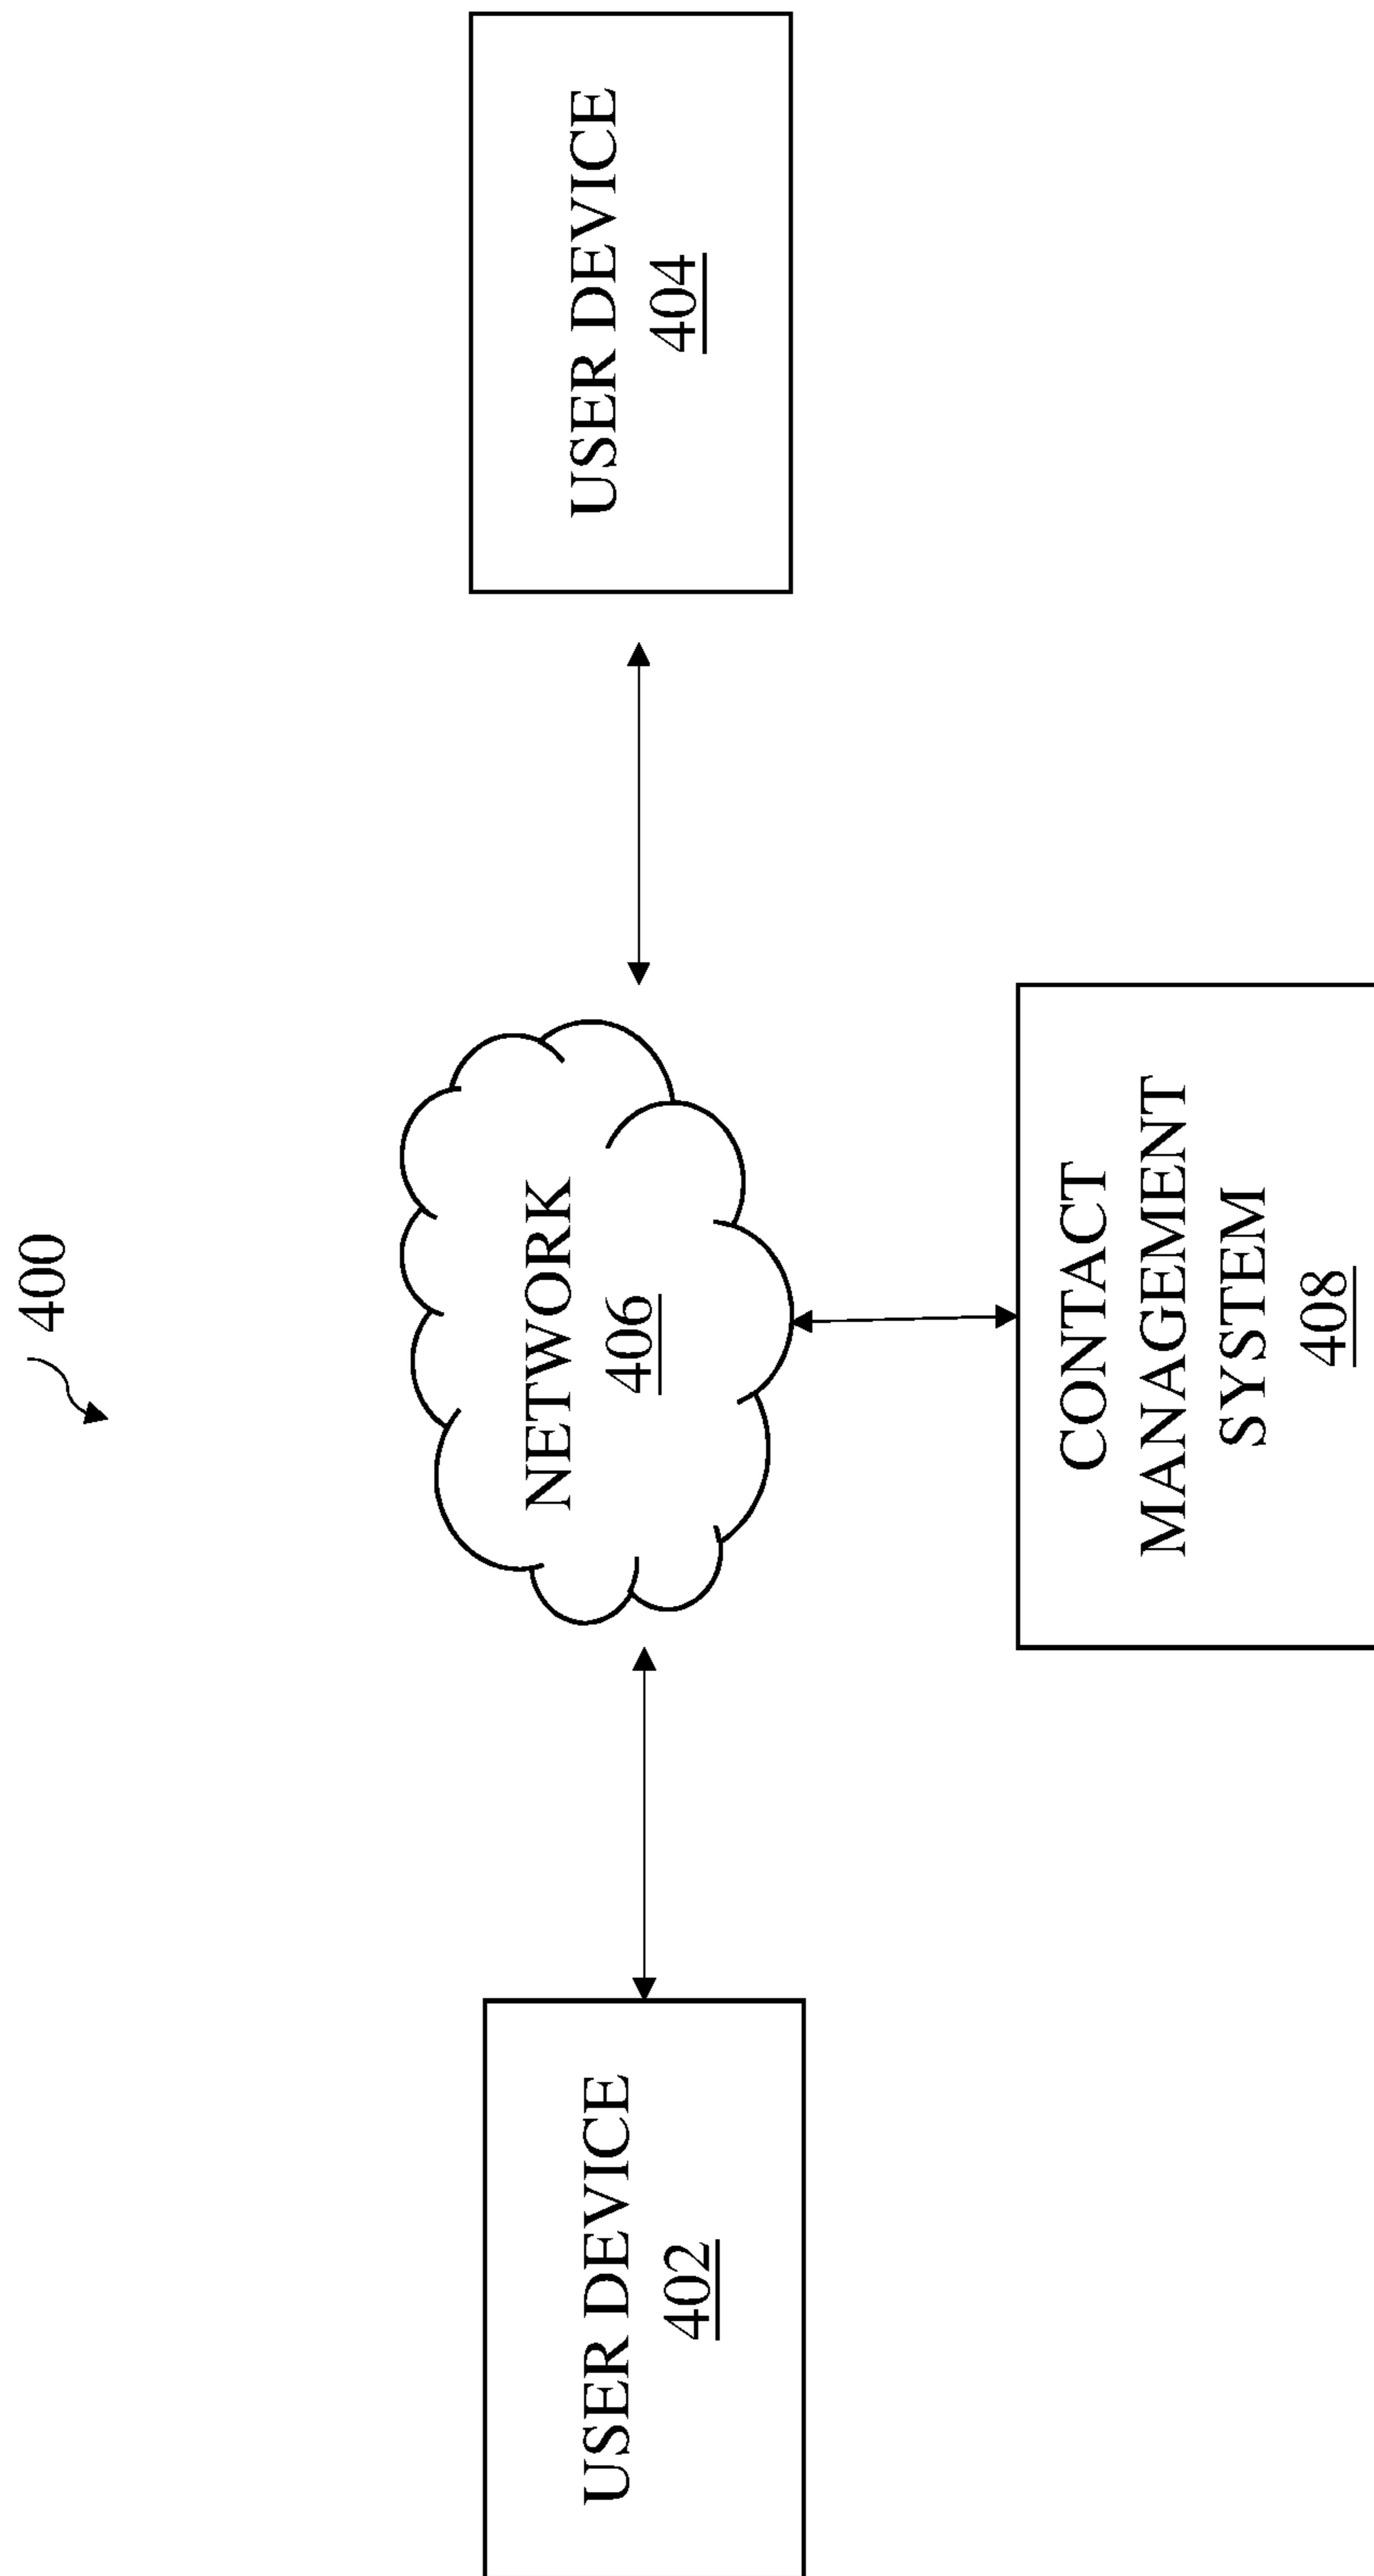 400
USER DEVICE
402
NETWORK
406
USER DEVICE
404
CONTACT
MANAGEMENT
SYSTEM
408